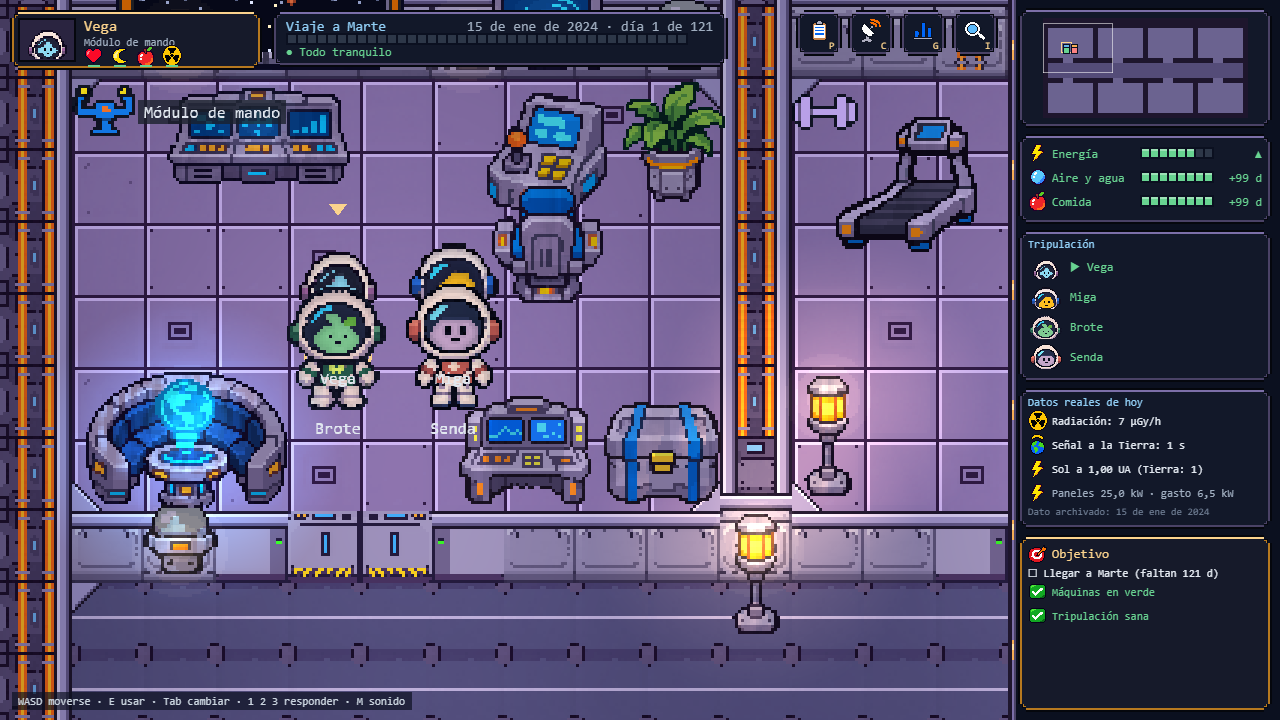 Vega
Módulo de mando
Viaje a Marte
15 de ene de 2024 · día 1 de 121
● Todo tranquilo
P
C
G
I
Módulo de mando
Energía
Aire y agua +99 d
Comida +99 d
Tripulación
▶ Vega
Miga
Brote
Senda
Vega
Miga
Brote
Senda
Datos reales de hoy
Radiación: 7 µGy/h
Señal a la Tierra: 1 s
Sol a 1,00 UA (Tierra: 1)
Paneles 25,0 kW · gasto 6,5 kW
Dato archivado: 15 de ene de 2024
Objetivo
Llegar a Marte (faltan 121 d)
Máquinas en verde
Tripulación sana
WASD moverse · E usar · Tab cambiar · 1 2 3 responder · M sonido